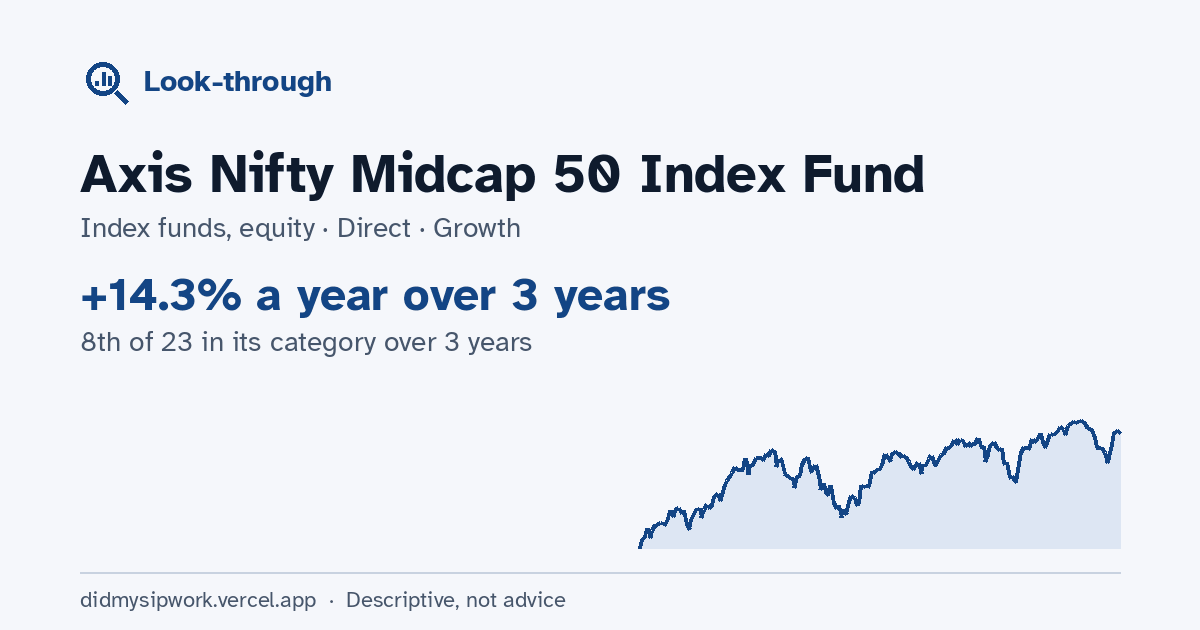 Look-through
Axis Nifty Midcap 50 Index Fund
Index funds, equity · Direct · Growth
+14.3% a year over 3 years
8th of 23 in its category over 3 years
didmysipwork.vercel.app · Descriptive, not advice